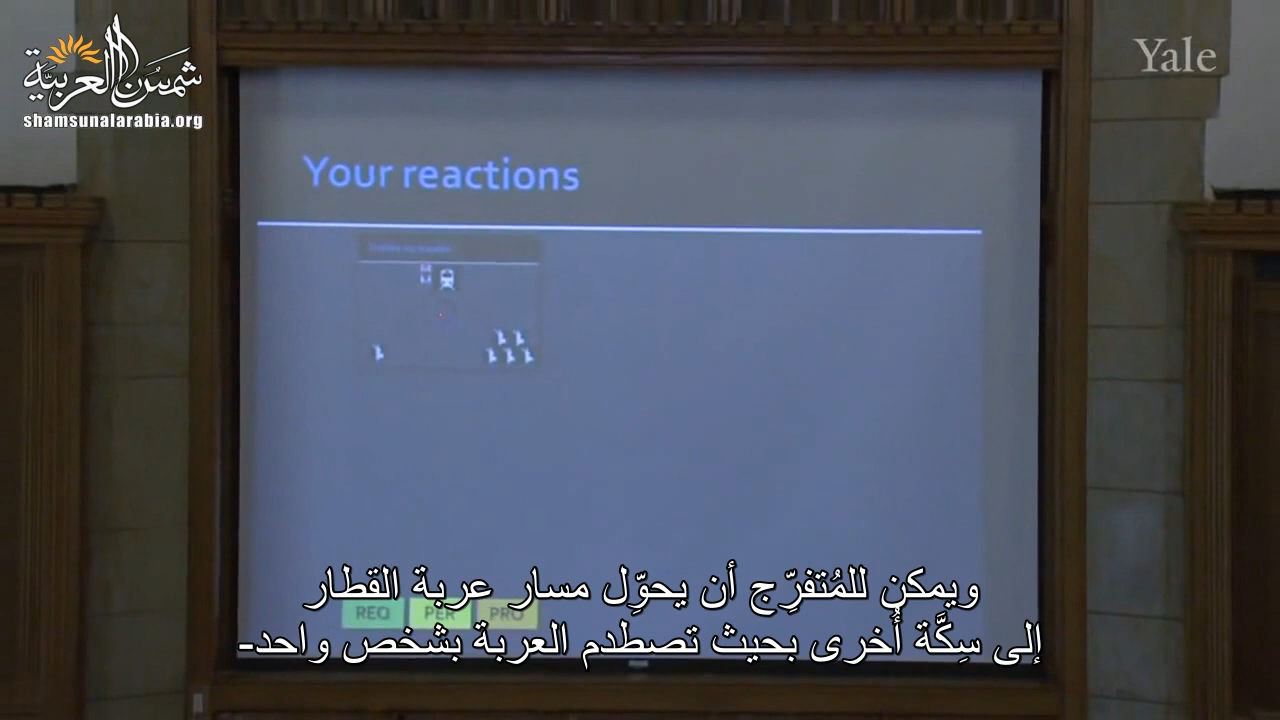 شمسُ العربيّة
shamsunalarabia.org
Yale
Your reactions
REQ PER PRO
ويمكن للمُتفرِّج أن يحوِّل مسار عربة القطار
إلى سِكَّة أُخرى بحيث تصطدم العربة بشخص واحد-